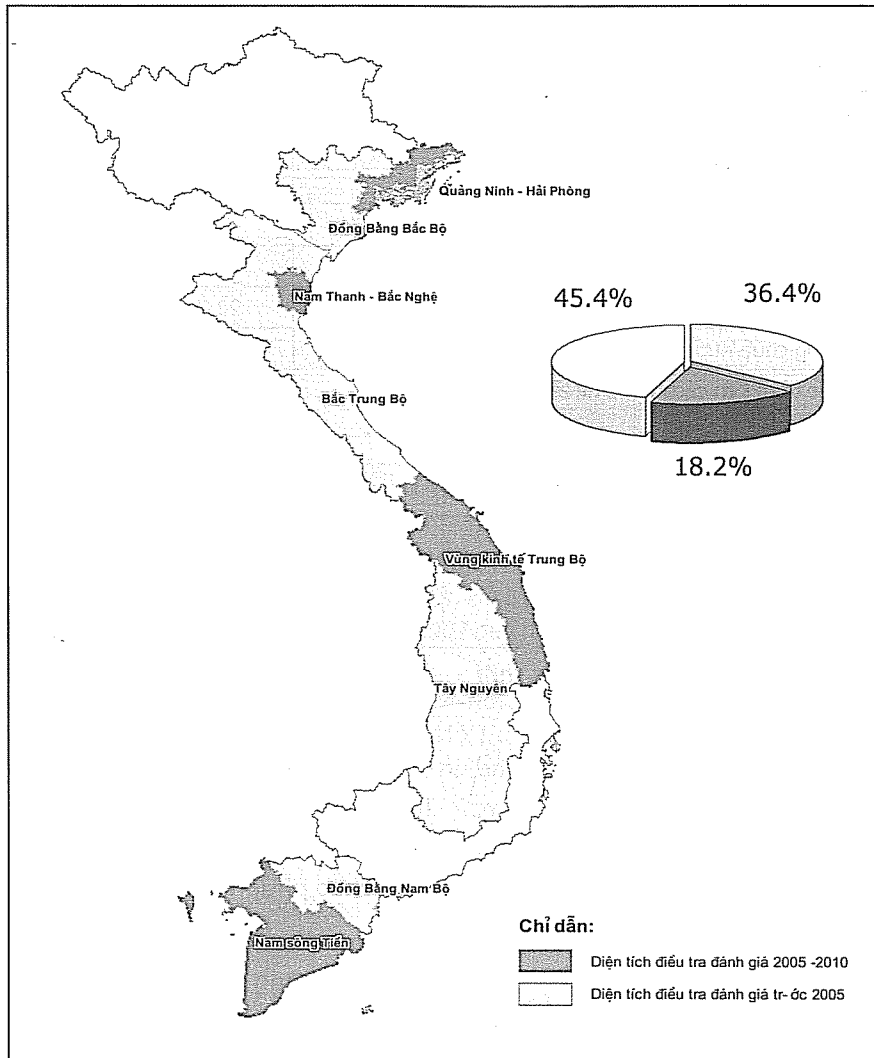 Quảng Ninh - Hải Phòng
Đồng Bằng Bắc Bộ
Nam Thanh - Bắc Nghệ
45.4%
36.4%
Bắc Trung Bộ
18.2%
Vùng kinh tế Trung Bộ
Tây Nguyên
Đồng Bằng Nam Bộ
Nam sông Tiền
Chỉ dẫn:
Diện tích điều tra đánh giá 2005 -2010
Diện tích điều tra đánh giá tr- ớc 2005